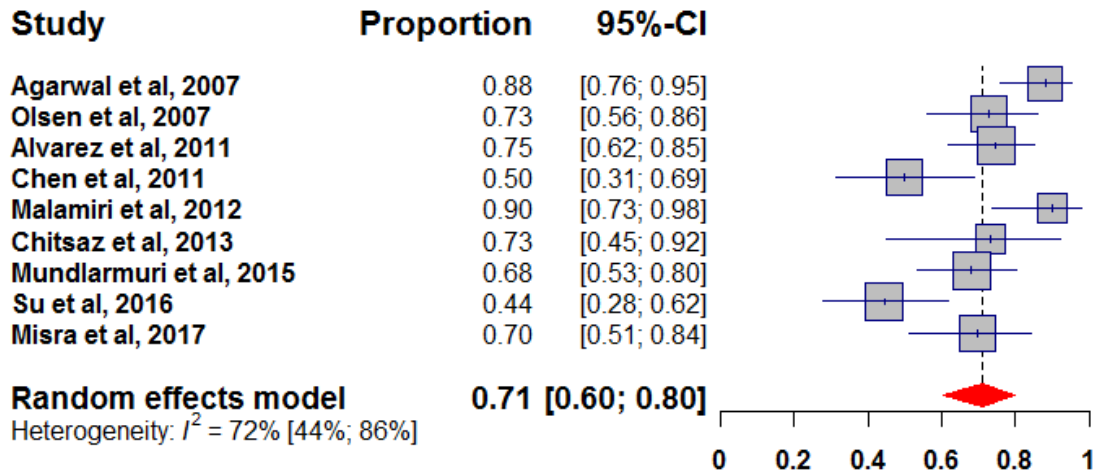 Study Proportion 95%-CI
Agarwal et al, 2007 0.88 [0.76; 0.95]
Olsen et al, 2007 0.73 [0.56; 0.86]
Alvarez et al, 2011 0.75 [0.62; 0.85]
Chen et al, 2011 0.50 [0.31; 0.69]
Malamiri et al, 2012 0.90 [0.73; 0.98]
Chitsaz et al, 2013 0.73 [0.45; 0.92]
Mundlarmuri et al, 2015 0.68 [0.53; 0.80]
Su et al, 2016 0.44 [0.28; 0.62]
Misra et al, 2017 0.70 [0.51; 0.84]
Random effects model 0.71 [0.60; 0.80]
Heterogeneity: I² = 72% [44%; 86%]
0 0.2 0.4 0.6 0.8 1